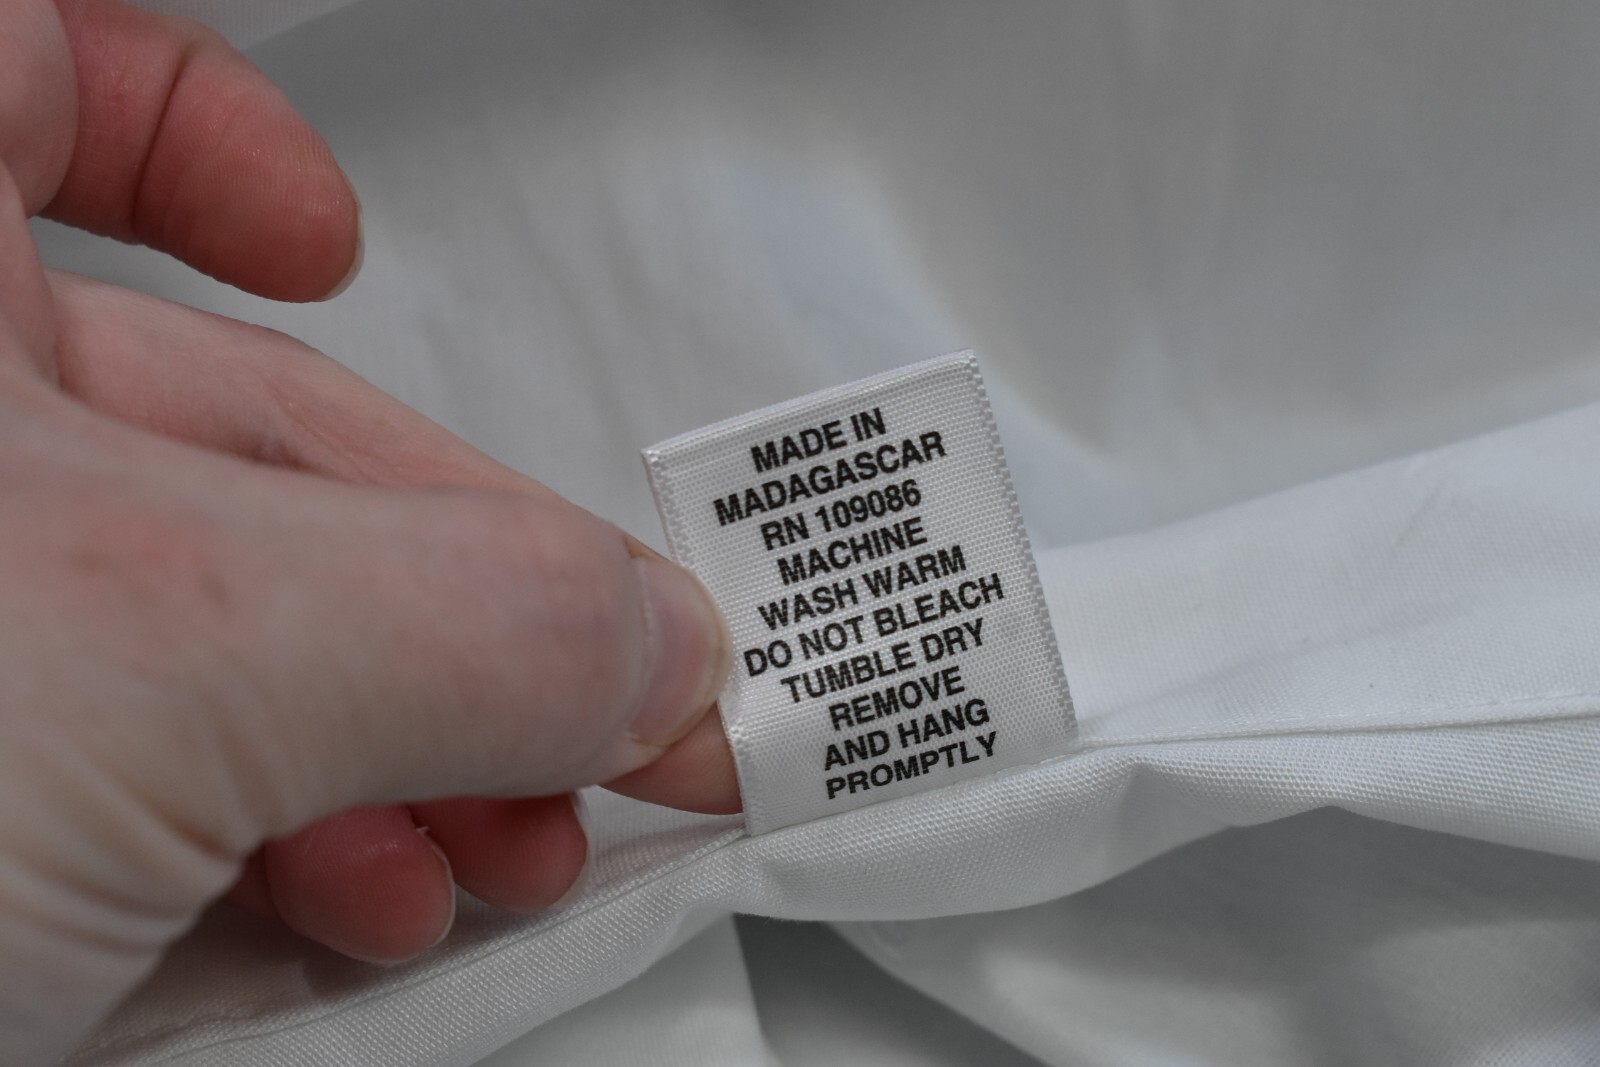 MADE IN
MADAGASCAR
RN 109086
MACHINE
WASH WARM
DO NOT BLEACH
TUMBLE DRY
REMOVE
AND HANG
PROMPTLY